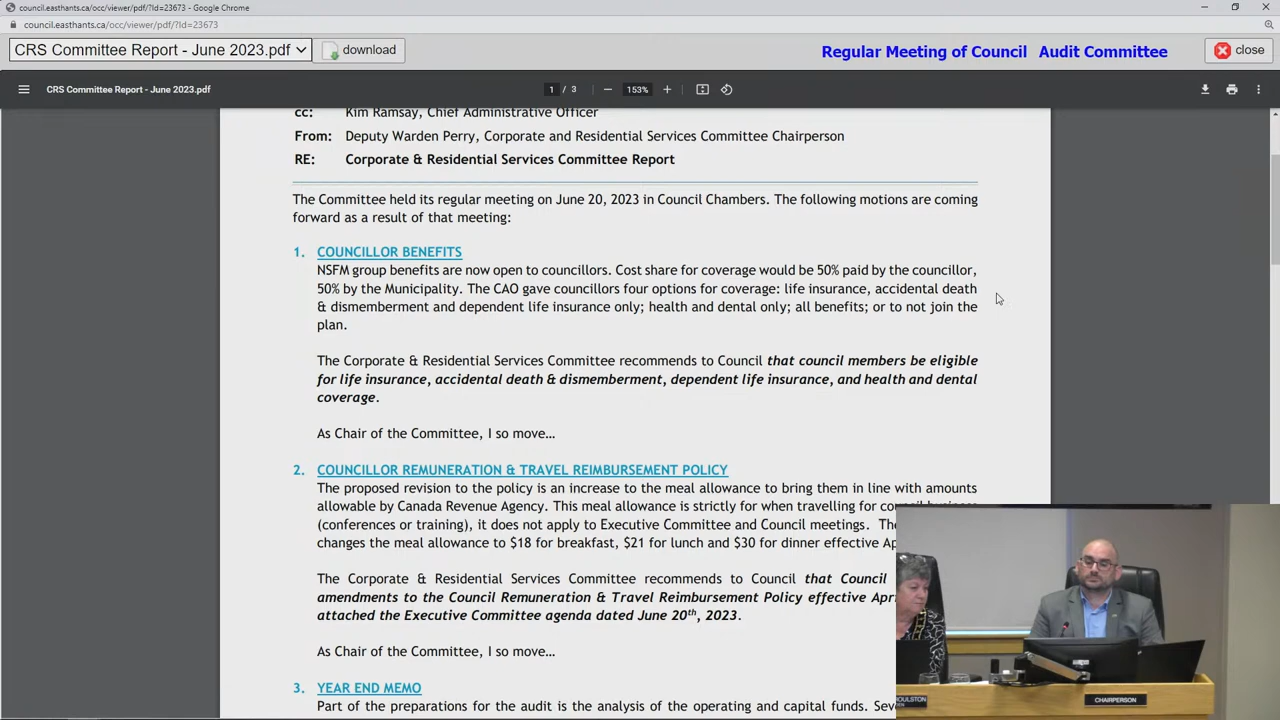 council.easthants.ca/occ/viewer/pdf/?Id=23673 - Google Chrome
council.easthants.ca/occ/viewer/pdf/?Id=23673
CRS Committee Report - June 2023.pdf
download
Regular Meeting of Council Audit Committee
close
CRS Committee Report - June 2023.pdf
1 / 3
153%
cc: Kim Ramsay, Chief Administrative Officer
From: Deputy Warden Perry, Corporate and Residential Services Committee Chairperson
RE: Corporate & Residential Services Committee Report
The Committee held its regular meeting on June 20, 2023 in Council Chambers. The following motions are coming
forward as a result of that meeting:
1. COUNCILLOR BENEFITS
NSFM group benefits are now open to councillors. Cost share for coverage would be 50% paid by the councillor,
50% by the Municipality. The CAO gave councillors four options for coverage: life insurance, accidental death
& dismemberment and dependent life insurance only; health and dental only; all benefits; or to not join the
plan.
The Corporate & Residential Services Committee recommends to Council that council members be eligible
for life insurance, accidental death & dismemberment, dependent life insurance, and health and dental
coverage.
As Chair of the Committee, I so move…
2. COUNCILLOR REMUNERATION & TRAVEL REIMBURSEMENT POLICY
The proposed revision to the policy is an increase to the meal allowance to bring them in line with amounts
allowable by Canada Revenue Agency. This meal allowance is strictly for when travelling for council business
(conferences or training), it does not apply to Executive Committee and Council meetings. The
changes the meal allowance to $18 for breakfast, $21 for lunch and $30 for dinner effective Ap
The Corporate & Residential Services Committee recommends to Council that Council
amendments to the Council Remuneration & Travel Reimbursement Policy effective Apr
attached the Executive Committee agenda dated June 20th, 2023.
As Chair of the Committee, I so move…
3. YEAR END MEMO
Part of the preparations for the audit is the analysis of the operating and capital funds. Sev
CHAIRPERSON